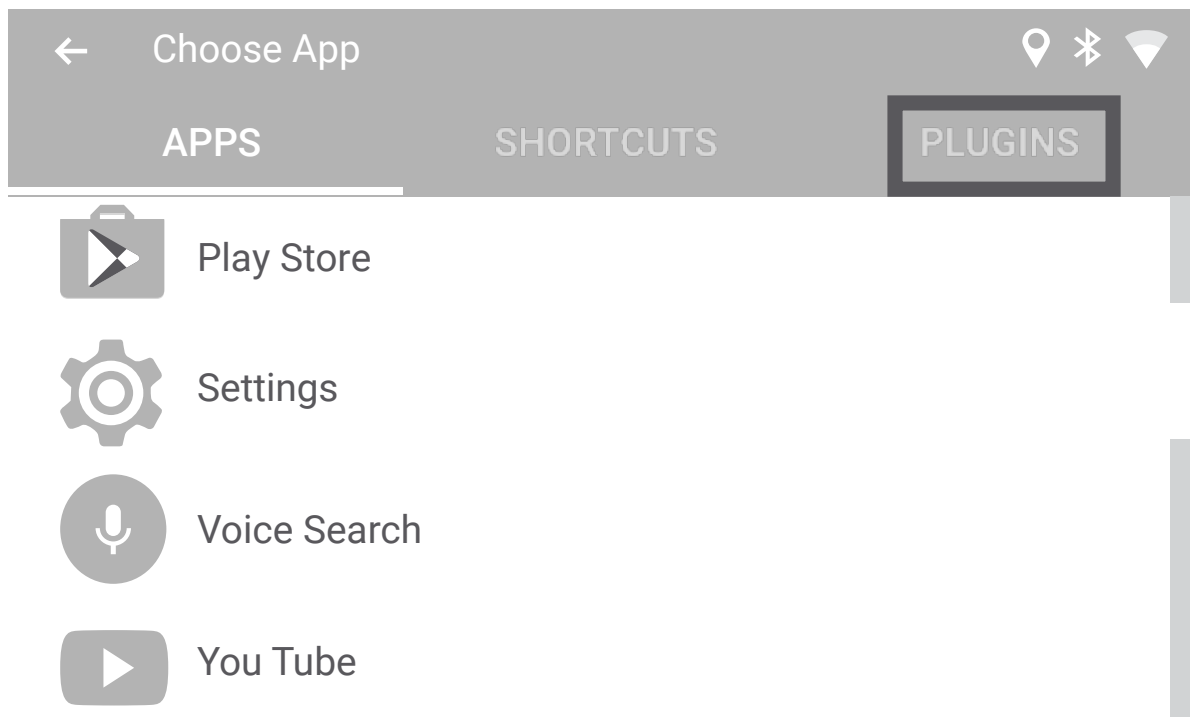 Choose App
APPS SHORTCUTS PLUGINS
Play Store
Settings
Voice Search
You Tube